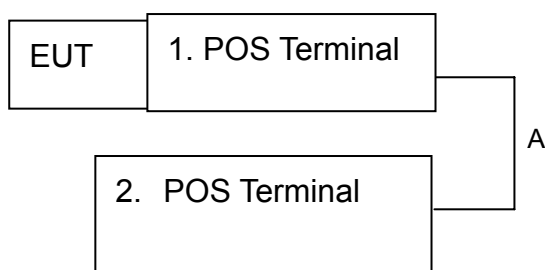 EUT
1. POS Terminal
A
2. POS Terminal